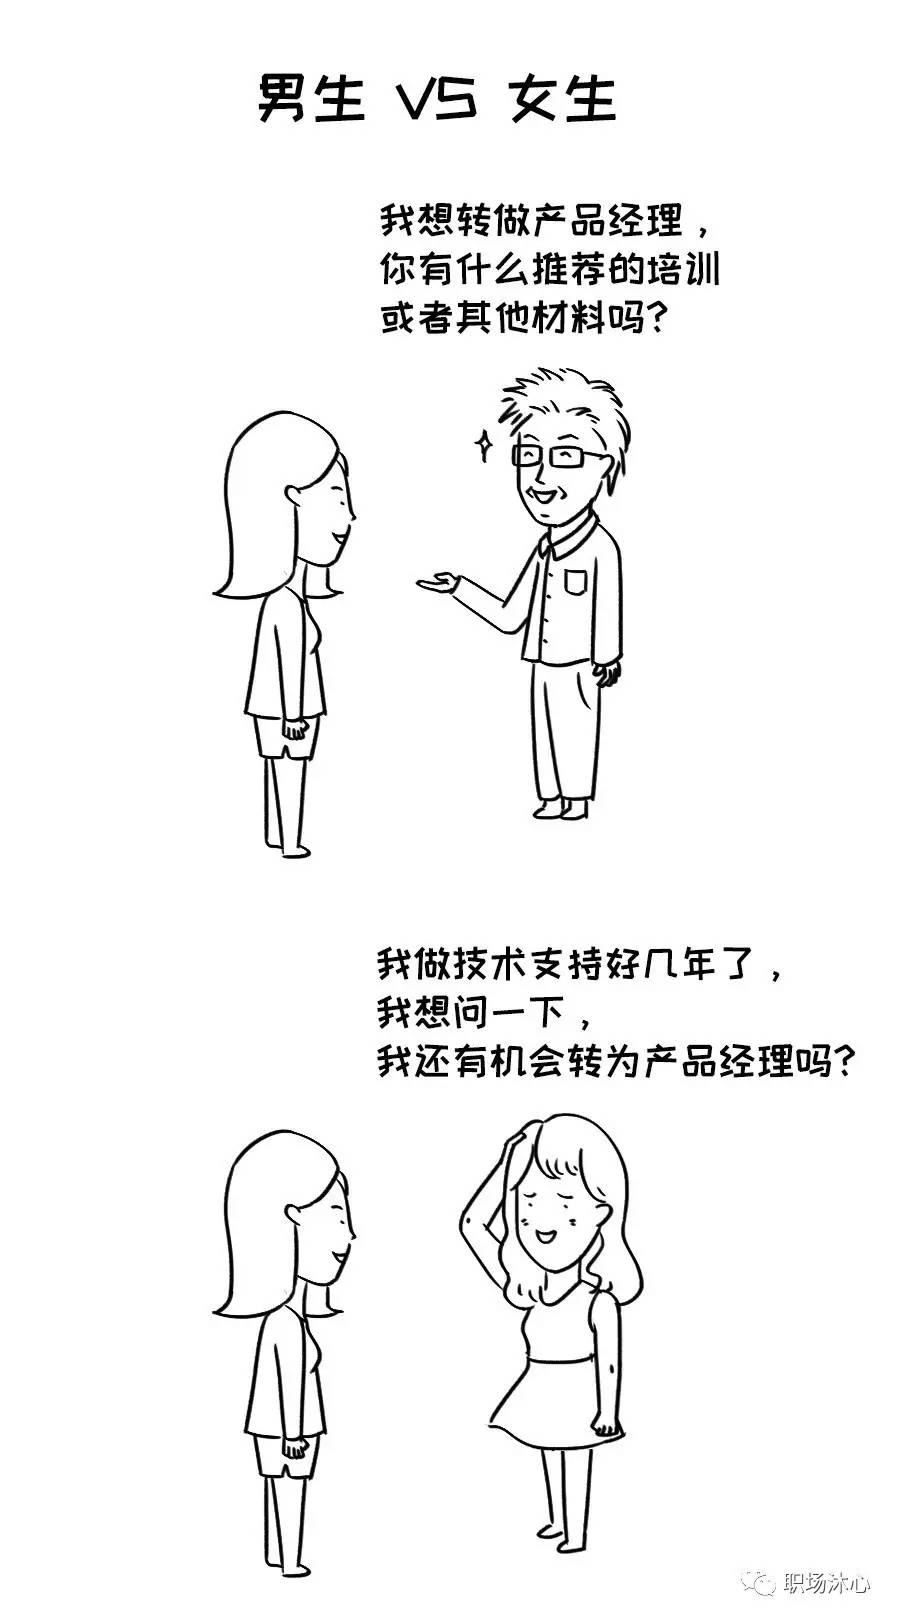 男生 VS 女生
我想转做产品经理，
你有什么推荐的培训
或者其他材料吗？
我做技术支持好几年了，
我想问一下，
我还有机会转为产品经理吗？
职场沐心